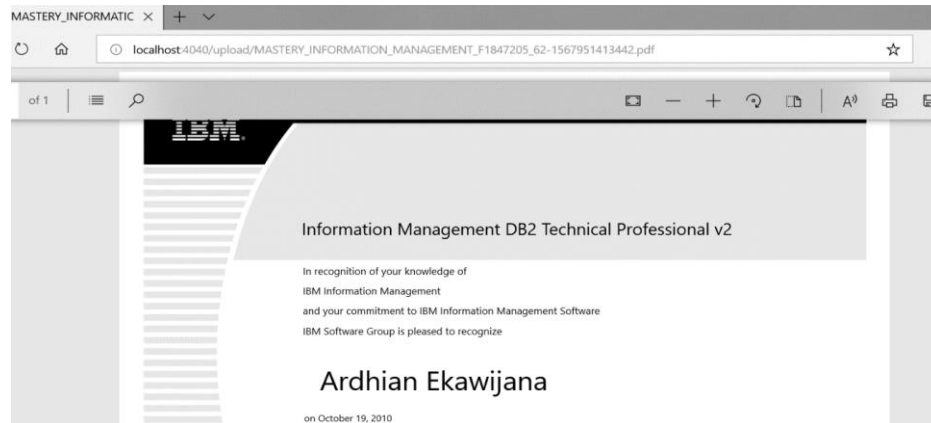 MASTERY_INFORMATIC
localhost:4040/upload/MASTERY_INFORMATION_MANAGEMENT_F1847205_62-1567951413442.pdf
of 1
IBM.
Information Management DB2 Technical Professional v2
In recognition of your knowledge of
IBM Information Management
and your commitment to IBM Information Management Software
IBM Software Group is pleased to recognize
Ardhian Ekawijana
on October 19, 2010